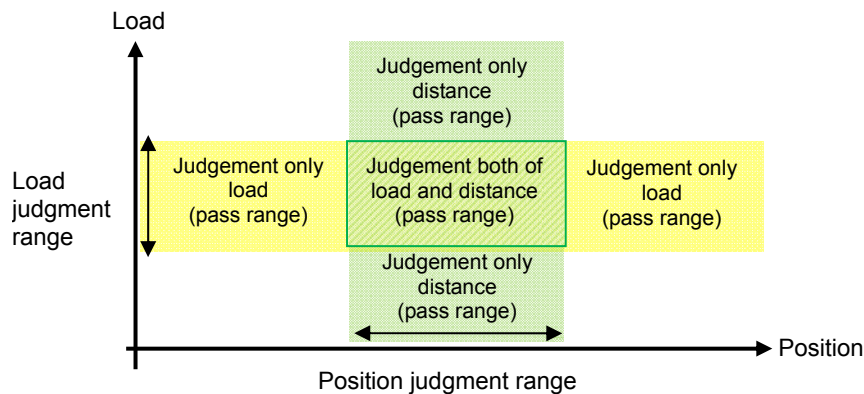 Load
Judgement only
distance
(pass range)
Load
judgment
range
Judgement only
load
(pass range)
Judgement both of
load and distance
(pass range)
Judgement only
load
(pass range)
Judgement only
distance
(pass range)
Position
Position judgment range